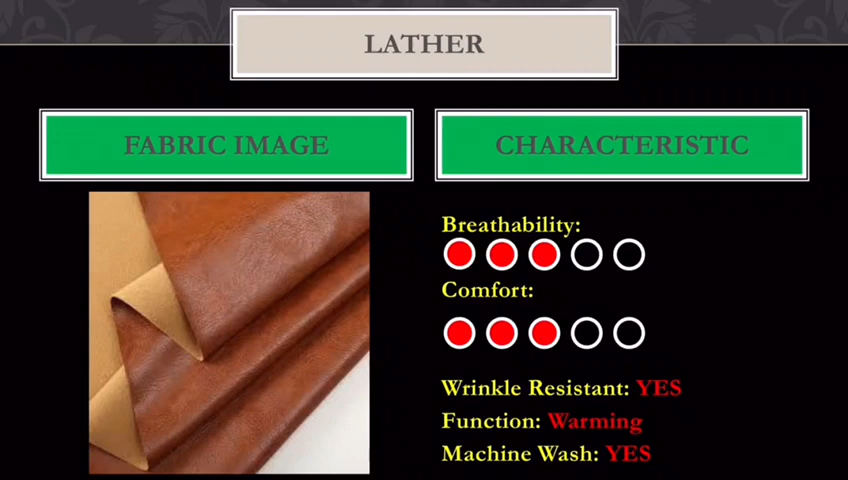 LATHER
FABRIC IMAGE
CHARACTERISTIC
Breathability:
Comfort:
Wrinkle Resistant: YES
Function: Warming
Machine Wash: YES